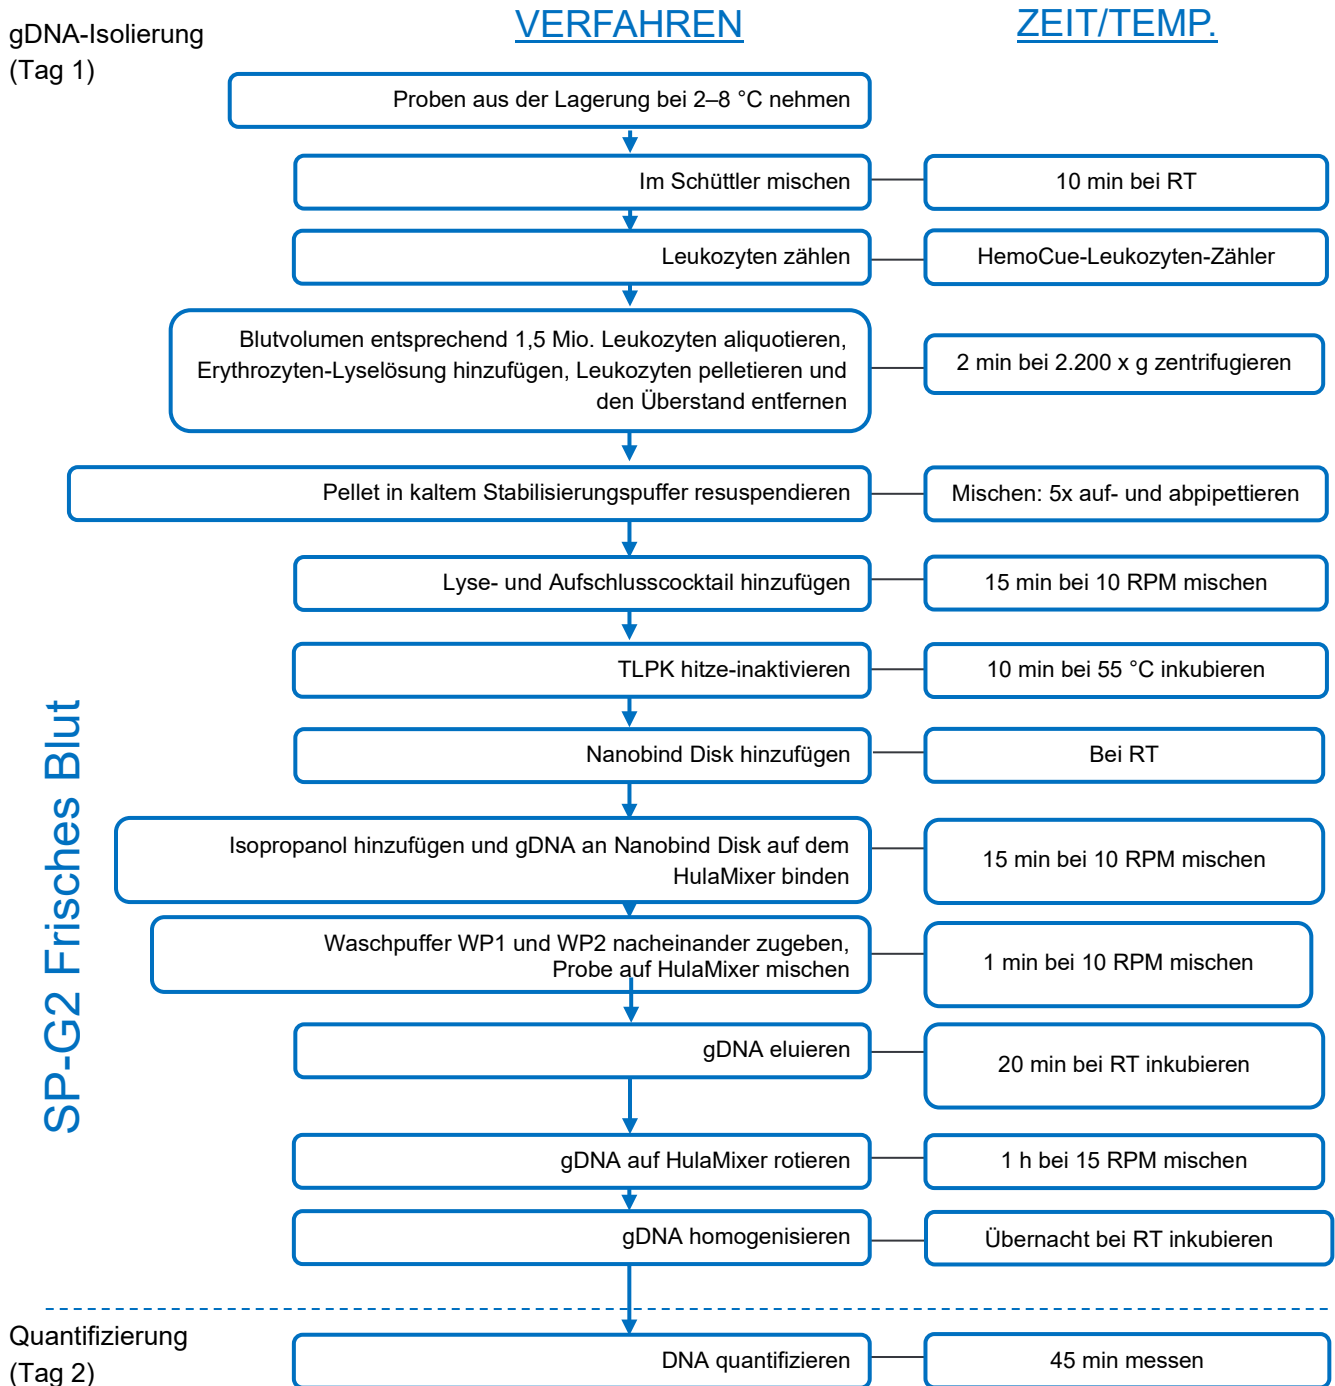 gDNA-Isolierung
(Tag 1)
VERFAHREN
ZEIT/TEMP.
Proben aus der Lagerung bei 2–8 °C nehmen
Im Schüttler mischen
10 min bei RT
Leukozyten zählen
HemoCue-Leukozyten-Zähler
Blutvolumen entsprechend 1,5 Mio. Leukozyten aliquotieren,
Erythrozyten-Lyselösung hinzufügen, Leukozyten pelletieren und
den Überstand entfernen
2 min bei 2.200 x g zentrifugieren
Pellet in kaltem Stabilisierungspuffer resuspendieren
Mischen: 5x auf- und abpipettieren
Lyse- und Aufschlusscocktail hinzufügen
15 min bei 10 RPM mischen
TLPK hitze-inaktivieren
10 min bei 55 °C inkubieren
Nanobind Disk hinzufügen
Bei RT
Isopropanol hinzufügen und gDNA an Nanobind Disk auf dem
HulaMixer binden
15 min bei 10 RPM mischen
Waschpuffer WP1 und WP2 nacheinander zugeben,
Probe auf HulaMixer mischen
1 min bei 10 RPM mischen
gDNA eluieren
20 min bei RT inkubieren
gDNA auf HulaMixer rotieren
1 h bei 15 RPM mischen
gDNA homogenisieren
Übernacht bei RT inkubieren
SP-G2 Frisches Blut
Quantifizierung
(Tag 2)
DNA quantifizieren
45 min messen